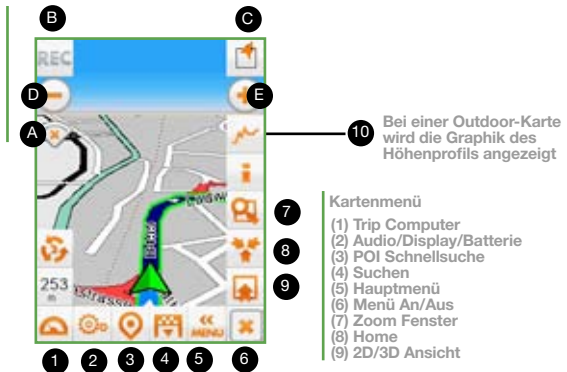 B
C
REC
D
E
A
10
Bei einer Outdoor-Karte
wird die Graphik des
Höhenprofils angezeigt
7
8
9
253
m
MENU
1
2
3
4
5
6
Kartenmenü
(1) Trip Computer
(2) Audio/Display/Batterie
(3) POI Schnellsuche
(4) Suchen
(5) Hauptmenü
(6) Menü An/Aus
(7) Zoom Fenster
(8) Home
(9) 2D/3D Ansicht